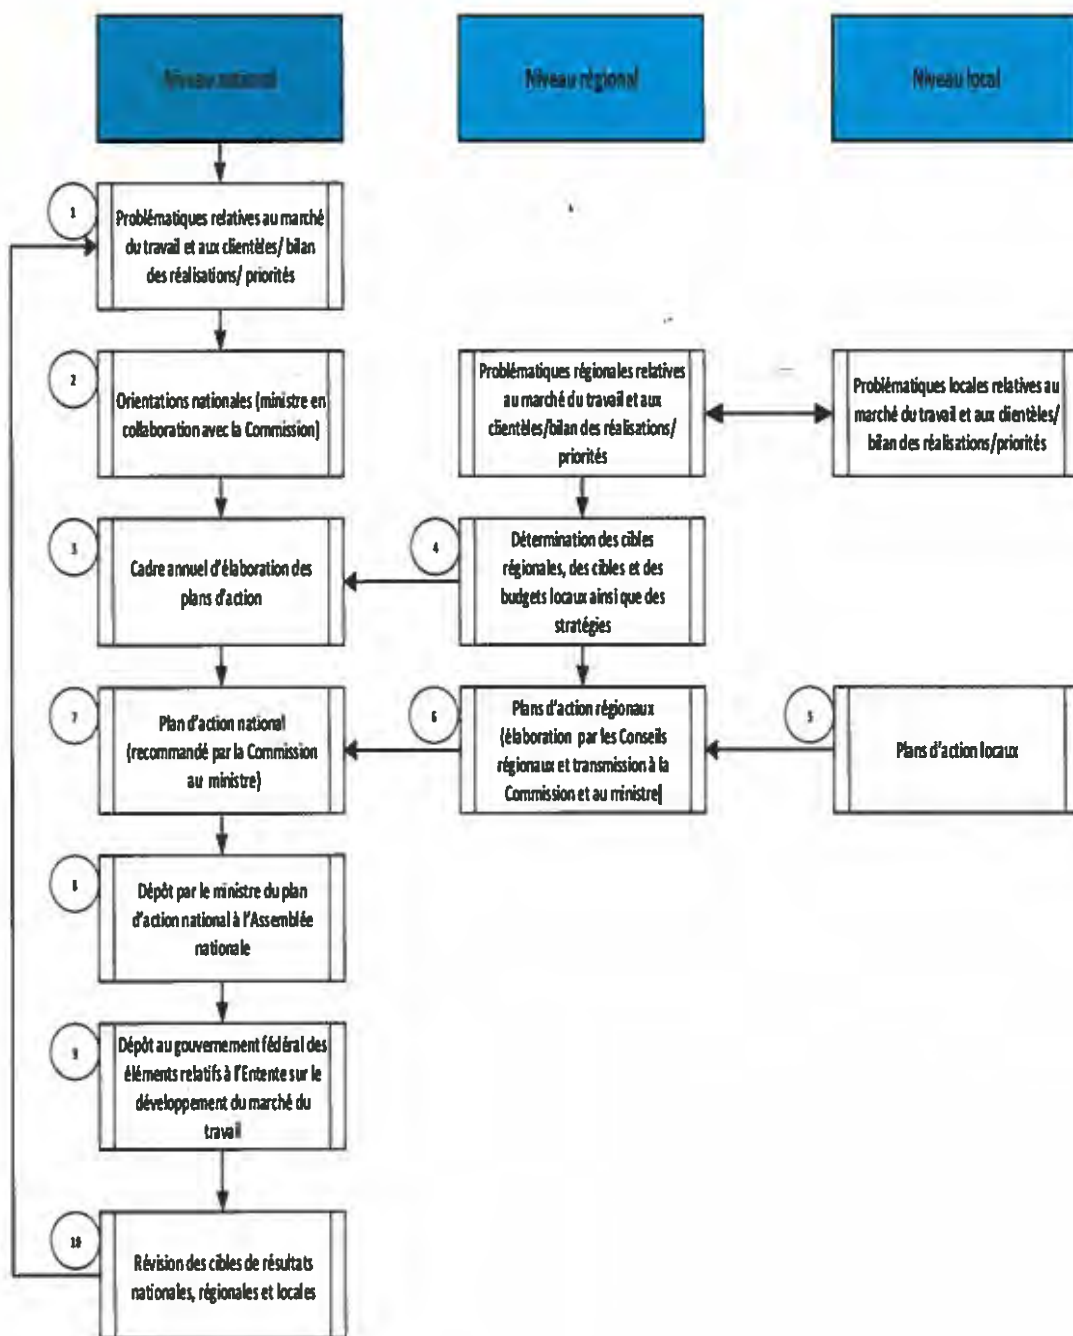 Niveau national
Niveau régional
Niveau local
1
Problématiques relatives au marché
du travail et aux clientèles/ bilan
des réalisations/ priorités
2
Orientations nationales (ministre en
collaboration avec la Commission)
Problématiques régionales relatives
au marché du travail et aux
clientèles/bilan des réalisations/
priorités
Problématiques locales relatives au
marché du travail et aux clientèles/
bilan des réalisations/priorités
3
Cadre annuel d'élaboration des
plans d'action
4
Détermination des cibles
régionales, des cibles et des
budgets locaux ainsi que des
stratégies
7
Plan d'action national
(recommandé par la Commission
au ministre)
6
Plans d'action régionaux
(élaboration par les Conseils
régionaux et transmission à la
Commission et au ministre)
5
Plans d'action locaux
8
Dépôt par le ministre du plan
d'action national à l'Assemblée
nationale
9
Dépôt au gouvernement fédéral des
éléments relatifs à l'Entente sur le
développement du marché du
travail
10
Révision des cibles de résultats
nationales, régionales et locales